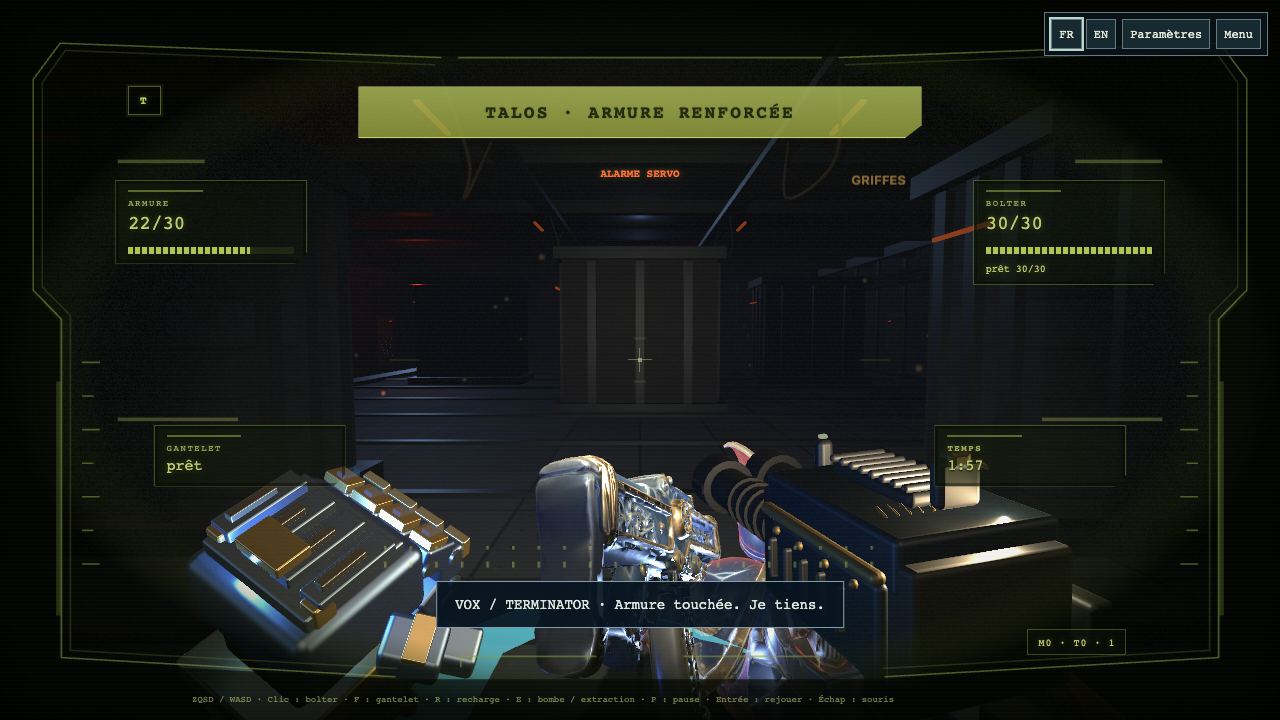 FR EN Paramètres Menu
T
TALOS · ARMURE RENFORCÉE
ALARME SERVO
GRIFFES
ARMURE
22/30
BOLTER
30/30
prêt 30/30
GANTELET
prêt
TEMPS
1:57
VOX / TERMINATOR · Armure touchée. Je tiens.
M0 · T0 · 1
ZQSD / WASD · Clic : bolter · F : gantelet · R : recharge · E : bombe / extraction · P : pause · Entrée : rejouer · Échap : souris